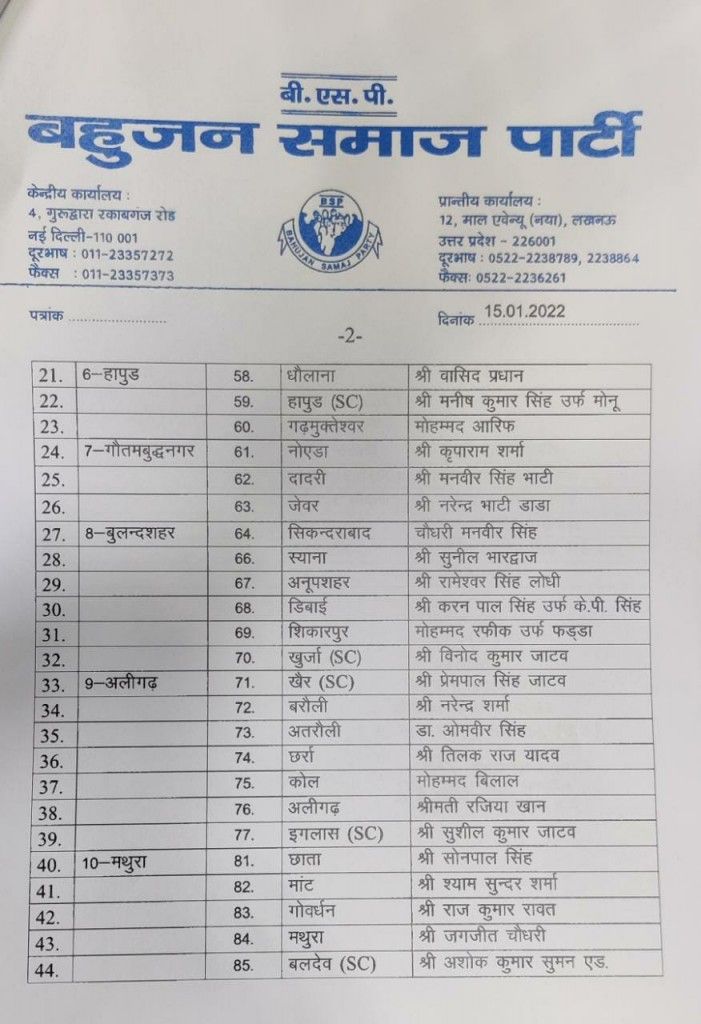 बी. एस. पी.
बहुजन समाज पार्टी
केन्द्रीय कार्यालय :
4, गुरूद्वारा रकाबगंज रोड
नई दिल्ली-110 001
दूरभाष : 011-23357272
फैक्स : 011-23357373
BSP
BAHUJAN SAMAJ PARTY
प्रान्तीय कार्यालय :
12, माल एवेन्यू (नया), लखनऊ
उत्तर प्रदेश - 226001
दूरभाष : 0522-2238789, 2238864
फैक्सः 0522-2236261
पत्रांक ........................
दिनांक 15.01.2022
-2-
21. 6–हापुड 58. धौलाना श्री वासिद प्रधान
22. 59. हापुड (SC) श्री मनीष कुमार सिंह उर्फ मोनू
23. 60. गढ़मुक्तेश्वर मोहम्मद आरिफ
24. 7–गौतमबुद्धनगर 61. नोएडा श्री कृपाराम शर्मा
25. 62. दादरी श्री मनवीर सिंह भाटी
26. 63. जेवर श्री नरेन्द्र भाटी डाडा
27. 8–बुलन्दशहर 64. सिकन्दराबाद चौधरी मनवीर सिंह
28. 66. स्याना श्री सुनील भारद्वाज
29. 67. अनूपशहर श्री रामेश्वर सिंह लोधी
30. 68. डिबाई श्री करन पाल सिंह उर्फ के.पी. सिंह
31. 69. शिकारपुर मोहम्मद रफीक उर्फ फड्डा
32. 70. खुर्जा (SC) श्री विनोद कुमार जाटव
33. 9–अलीगढ़ 71. खैर (SC) श्री प्रेमपाल सिंह जाटव
34. 72. बरौली श्री नरेन्द्र शर्मा
35. 73. अतरौली डा. ओमवीर सिंह
36. 74. छर्रा श्री तिलक राज यादव
37. 75. कोल मोहम्मद बिलाल
38. 76. अलीगढ़ श्रीमती रजिया खान
39. 77. इगलास (SC) श्री सुशील कुमार जाटव
40. 10–मथुरा 81. छाता श्री सोनपाल सिंह
41. 82. मांट श्री श्याम सुन्दर शर्मा
42. 83. गोवर्धन श्री राज कुमार रावत
43. 84. मथुरा श्री जगजीत चौधरी
44. 85. बलदेव (SC) श्री अशोक कुमार सुमन एड.